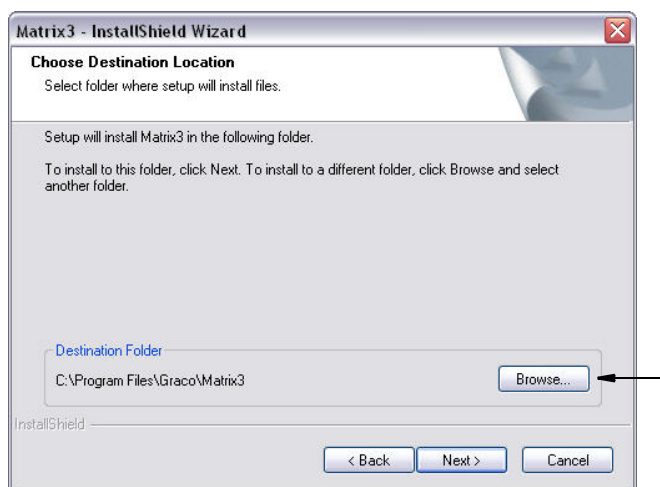 Matrix3 - InstallShield Wizard
Choose Destination Location
Select folder where setup will install files.
Setup will install Matrix3 in the following folder.
To install to this folder, click Next. To install to a different folder, click Browse and select
another folder.
Destination Folder
C:\Program Files\Graco\Matrix3
Browse...
InstallShield
< Back
Next >
Cancel